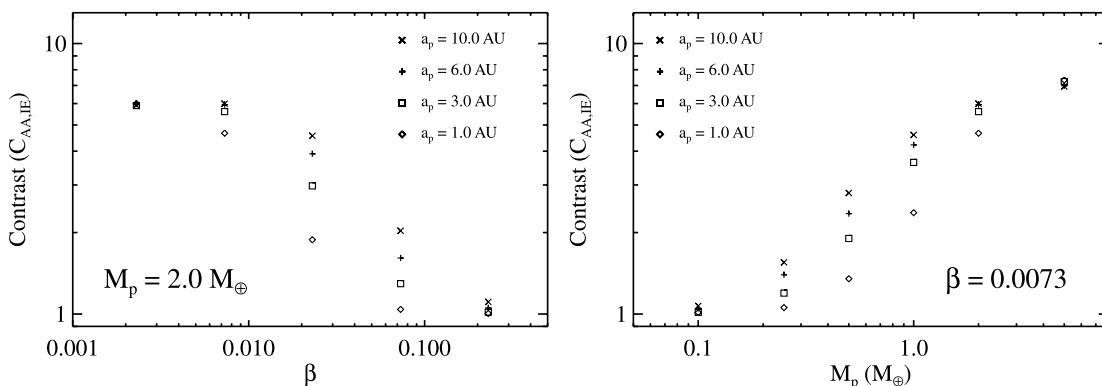 10
× a_p = 10.0 AU
+ a_p = 6.0 AU
□ a_p = 3.0 AU
◇ a_p = 1.0 AU
Contrast (C_AA,IE)
M_p = 2.0 M_⊕
1
0.001 0.010 0.100
β
10
× a_p = 10.0 AU
+ a_p = 6.0 AU
□ a_p = 3.0 AU
◇ a_p = 1.0 AU
Contrast (C_AA,IE)
β = 0.0073
1
0.1 1.0
M_p (M_⊕)